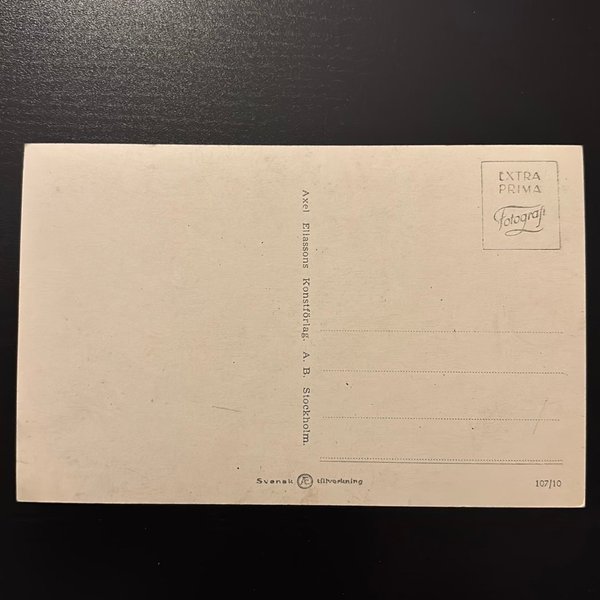 EXTRA
PRIMA
Fotografi
Axel Eliassons Konstförlag, A. B. Stockholm.
Svensk Æ tillverkning
107/10